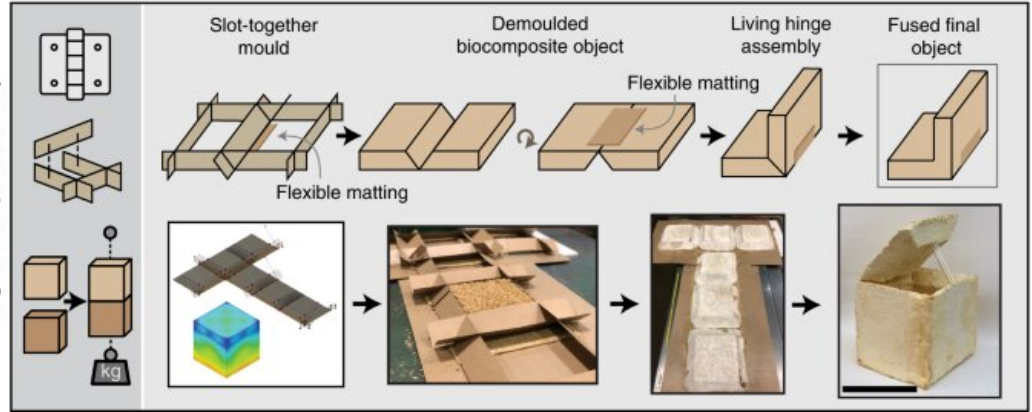 Slot-together
mould
Demoulded
biocomposite object
Living hinge
assembly
Fused final
object
Flexible matting
Flexible matting
kg